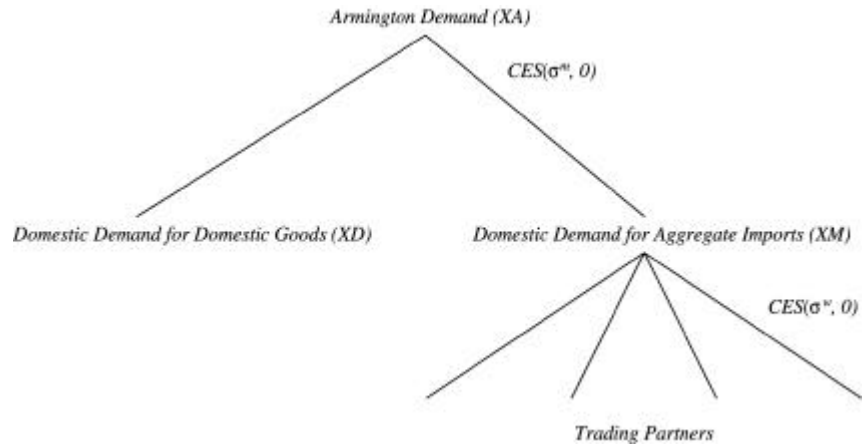 Armington Demand (XA)
CES(σᵐ, 0)
Domestic Demand for Domestic Goods (XD)
Domestic Demand for Aggregate Imports (XM)
CES(σʷ, 0)
Trading Partners